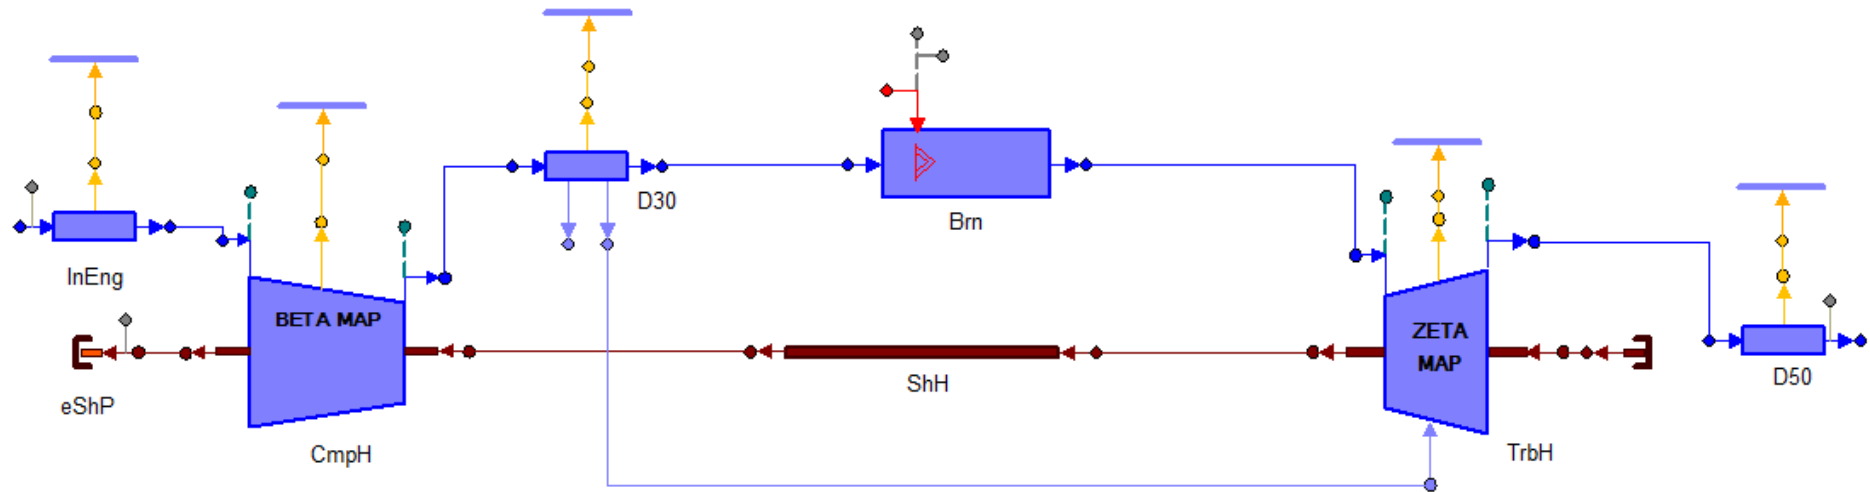 D30
Brn
InEng
BETA MAP
ZETA
MAP
ShH
D50
eShP
CmpH
TrbH